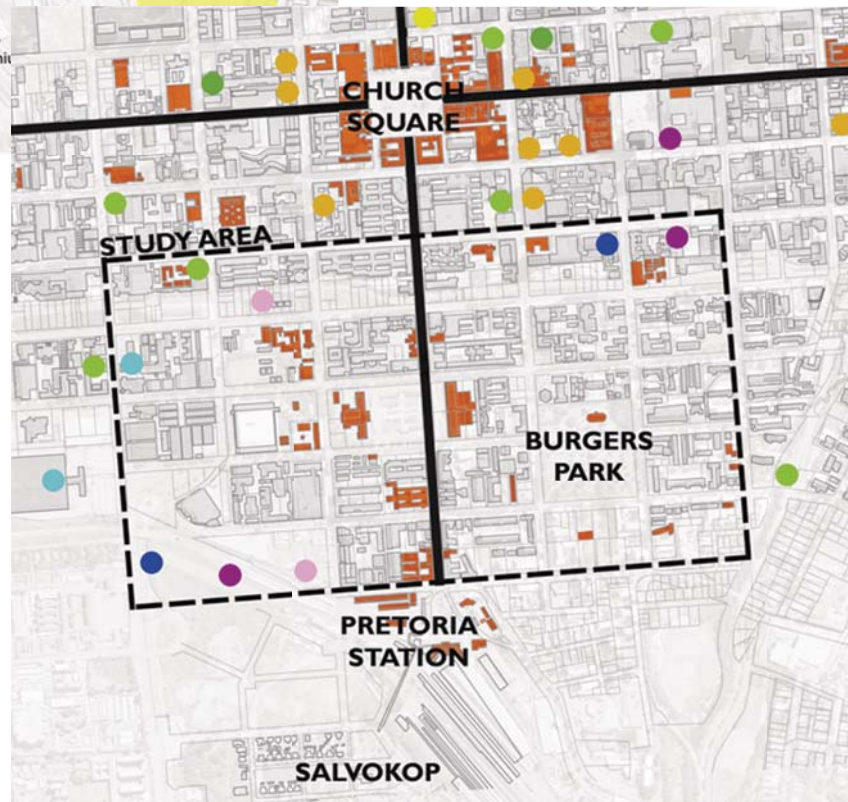 CHURCH
SQUARE
STUDY AREA
BURGERS
PARK
PRETORIA
STATION
SALVOKOP